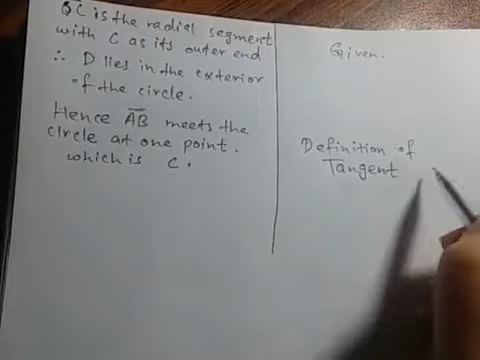 QC is the radial segment
with C as its outer end
∴ D lies in the exterior
of the circle.
Hence A̅B̅ meets the
circle at one point.
which is C.
Given.
Definition of
Tangent